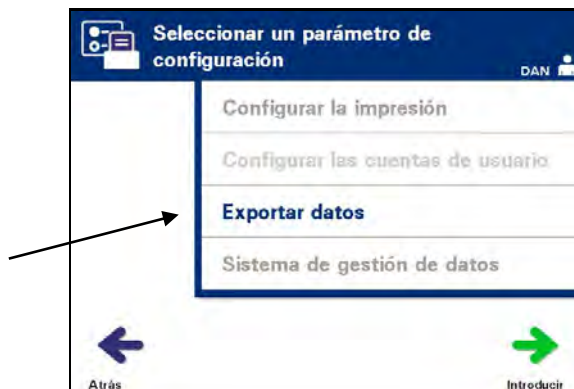 Seleccionar un parámetro de
configuración
DAN
Configurar la impresión
Configurar las cuentas de usuario
Exportar datos
Sistema de gestión de datos
Atrás
Introducir